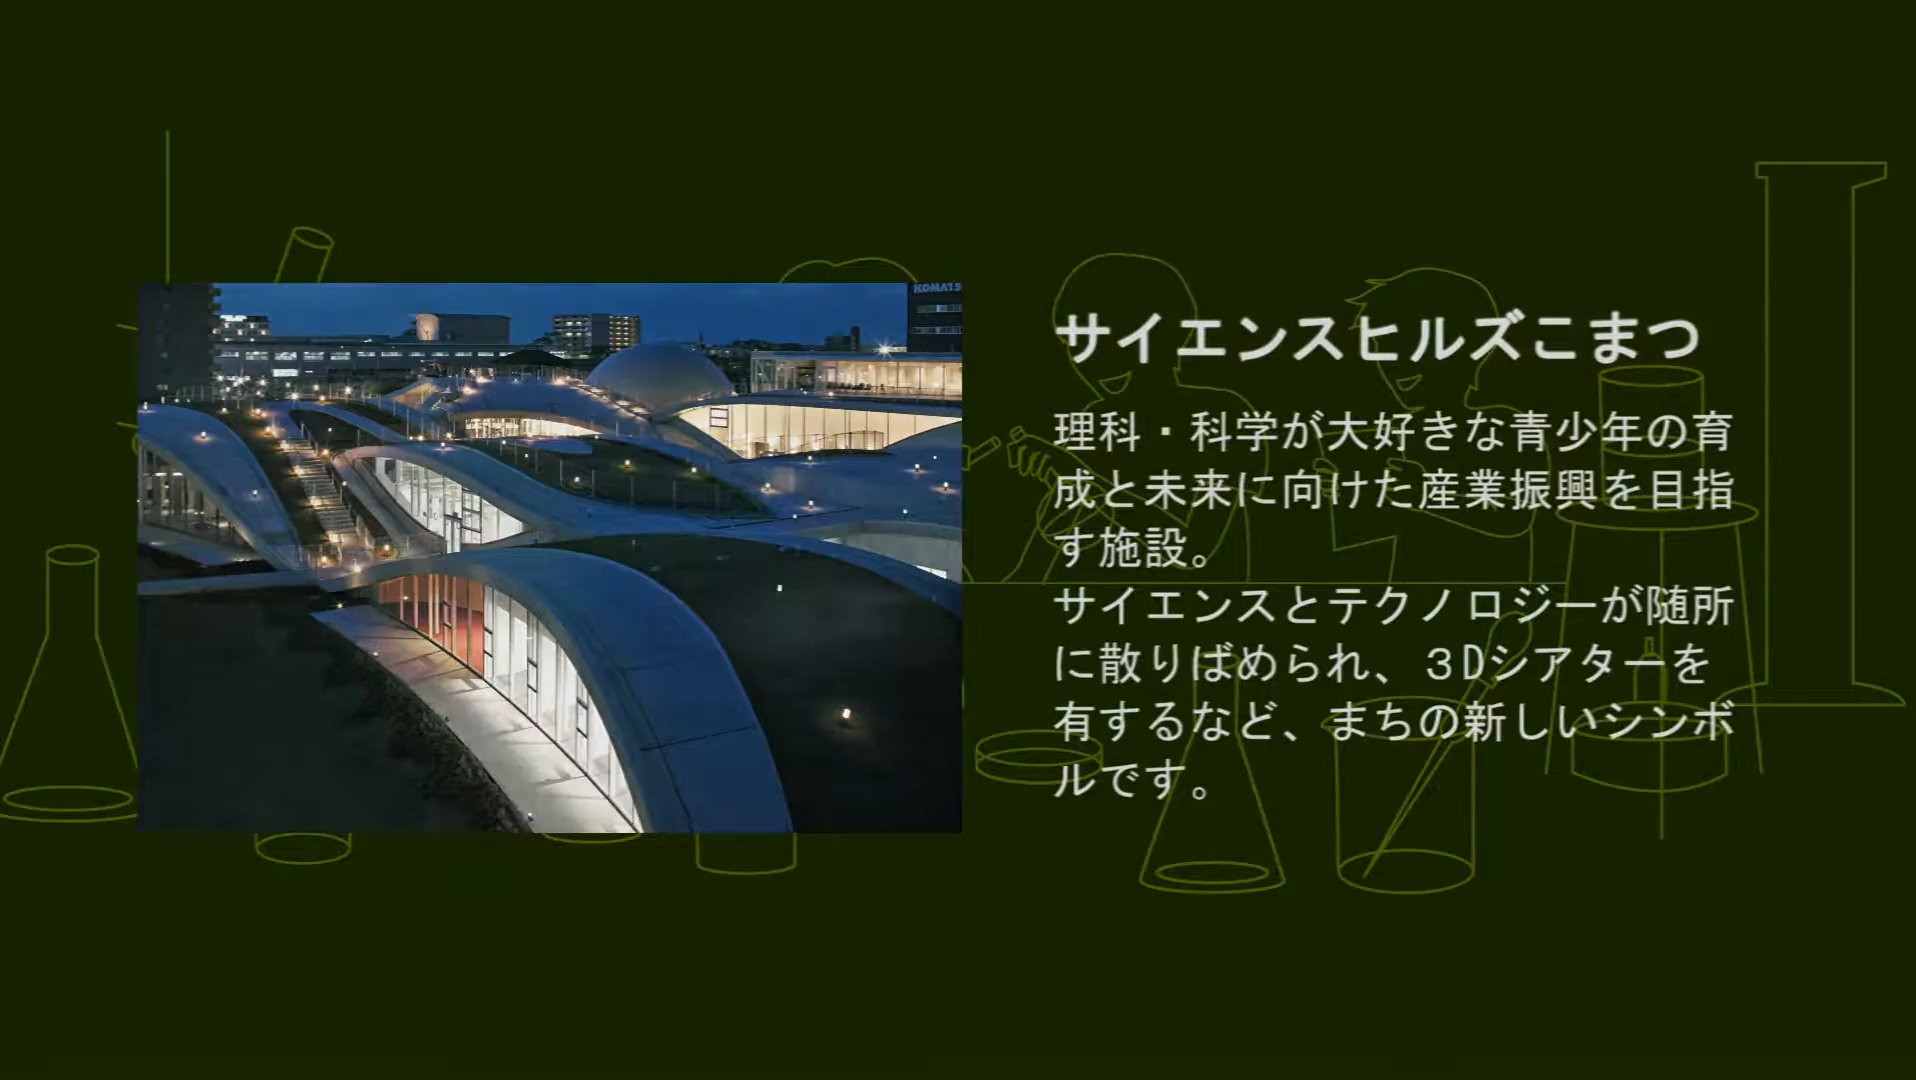 サイエンスヒルズこまつ
理科・科学が大好きな青少年の育
成と未来に向けた産業振興を目指
す施設。
サイエンスとテクノロジーが随所
に散りばめられ、３Dシアターを
有するなど、まちの新しいシンボ
ルです。